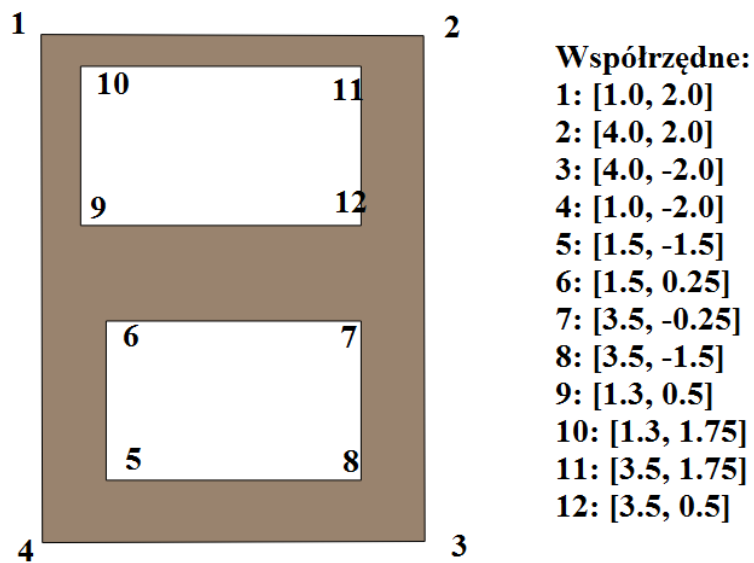 1
2
10
11
9
12
6
7
5
8
4
3
Współrzędne:
1: [1.0, 2.0]
2: [4.0, 2.0]
3: [4.0, -2.0]
4: [1.0, -2.0]
5: [1.5, -1.5]
6: [1.5, 0.25]
7: [3.5, -0.25]
8: [3.5, -1.5]
9: [1.3, 0.5]
10: [1.3, 1.75]
11: [3.5, 1.75]
12: [3.5, 0.5]